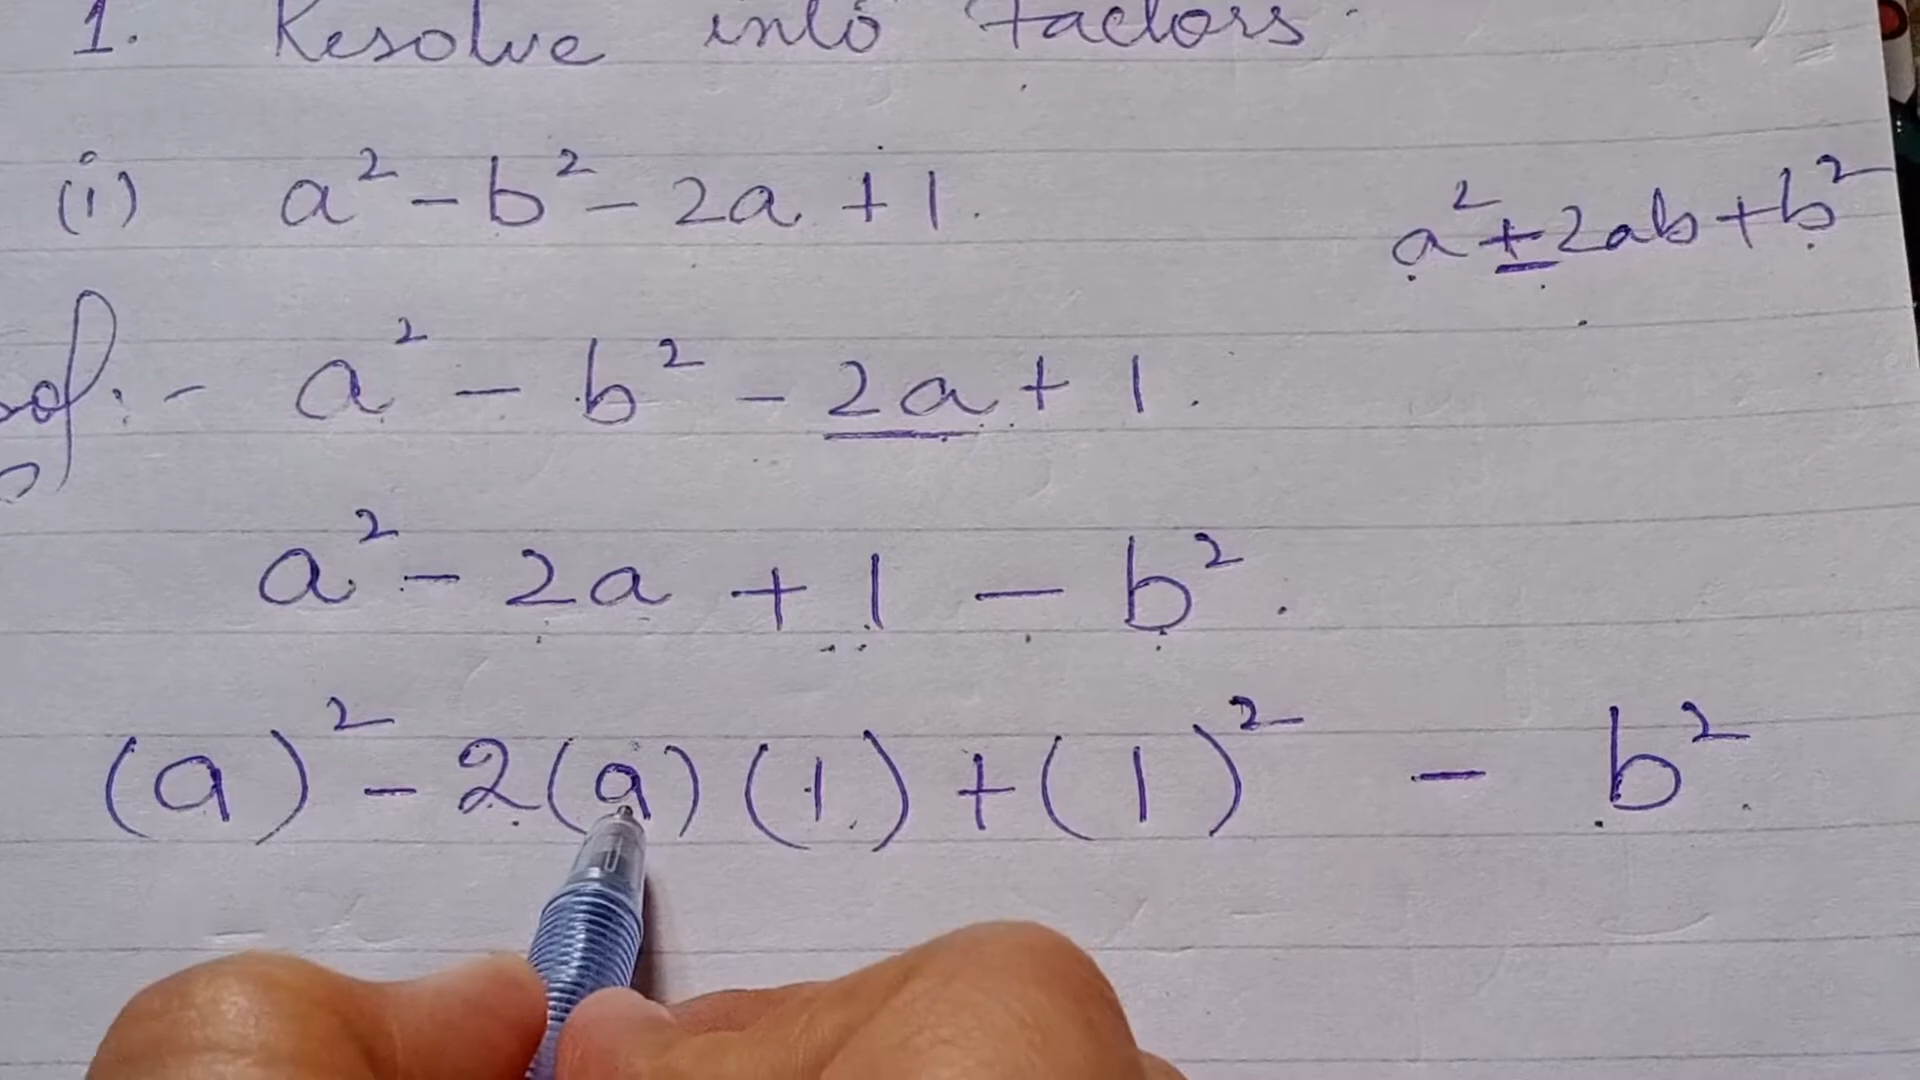 1. Resolve into factors.
(i) a² - b² - 2a + 1.
a² ± 2ab + b²
Sol:- a² - b² - 2a + 1.
a² - 2a + 1 - b².
(a)² - 2(a)(1) + (1)² - b²